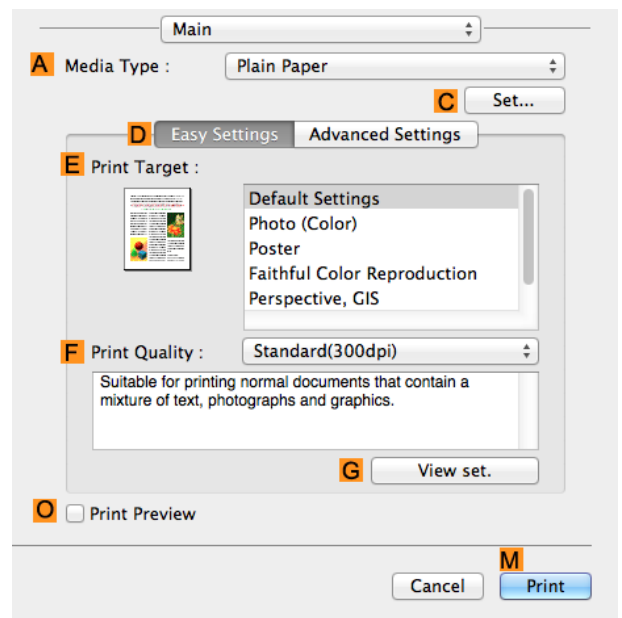 Main
A Media Type : Plain Paper
C Set...
D Easy Settings Advanced Settings
E Print Target :
Default Settings
Photo (Color)
Poster
Faithful Color Reproduction
Perspective, GIS
F Print Quality : Standard(300dpi)
Suitable for printing normal documents that contain a
mixture of text, photographs and graphics.
G View set.
O Print Preview
M
Cancel Print